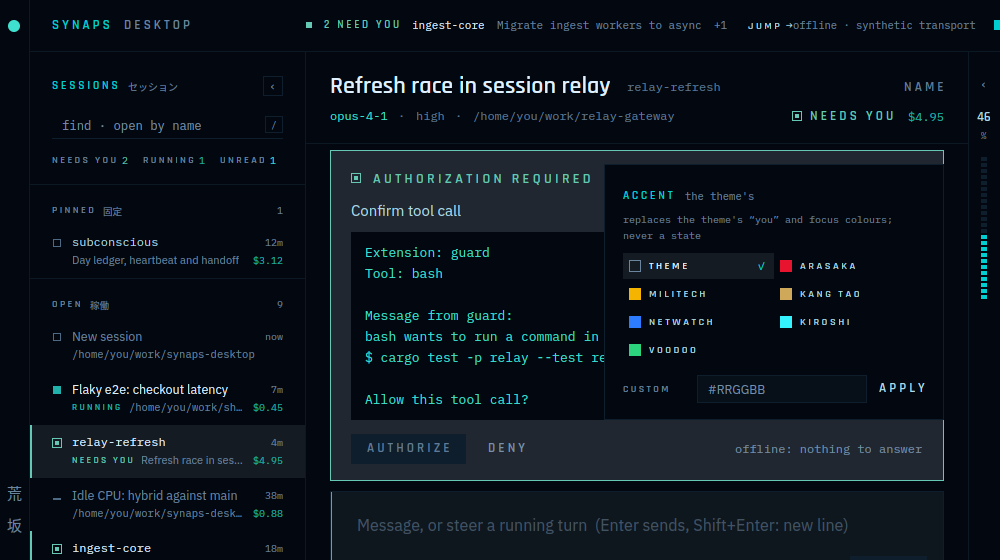 SYNAPS DESKTOP
2 NEED YOU ingest-core Migrate ingest workers to async +1 JUMP → offline · synthetic transport
SESSIONS セッション ‹
find · open by name /
NEEDS YOU 2 RUNNING 1 UNREAD 1
PINNED 固定 1
subconscious 12m
Day ledger, heartbeat and handoff $3.12
OPEN 稼働 9
New session now
/home/you/work/synaps-desktop
Flaky e2e: checkout latency 7m
RUNNING /home/you/work/sh… $0.45
relay-refresh 4m
NEEDS YOU Refresh race in ses… $4.95
Idle CPU: hybrid against main 38m
/home/you/work/synaps-desk… $0.88
ingest-core 18m
荒
坂
Refresh race in session relay relay-refresh NAME
opus-4-1 · high · /home/you/work/relay-gateway NEEDS YOU $4.95
AUTHORIZATION REQUIRED
Confirm tool call
Extension: guard
Tool: bash
Message from guard:
bash wants to run a command in
$ cargo test -p relay --test re
Allow this tool call?
AUTHORIZE DENY offline: nothing to answer
ACCENT the theme's
replaces the theme's “you” and focus colours;
never a state
THEME √ ARASAKA
MILITECH KANG TAO
NETWATCH KIROSHI
VOODOO
CUSTOM #RRGGBB APPLY
Message, or steer a running turn (Enter sends, Shift+Enter: new line)
‹
46
%